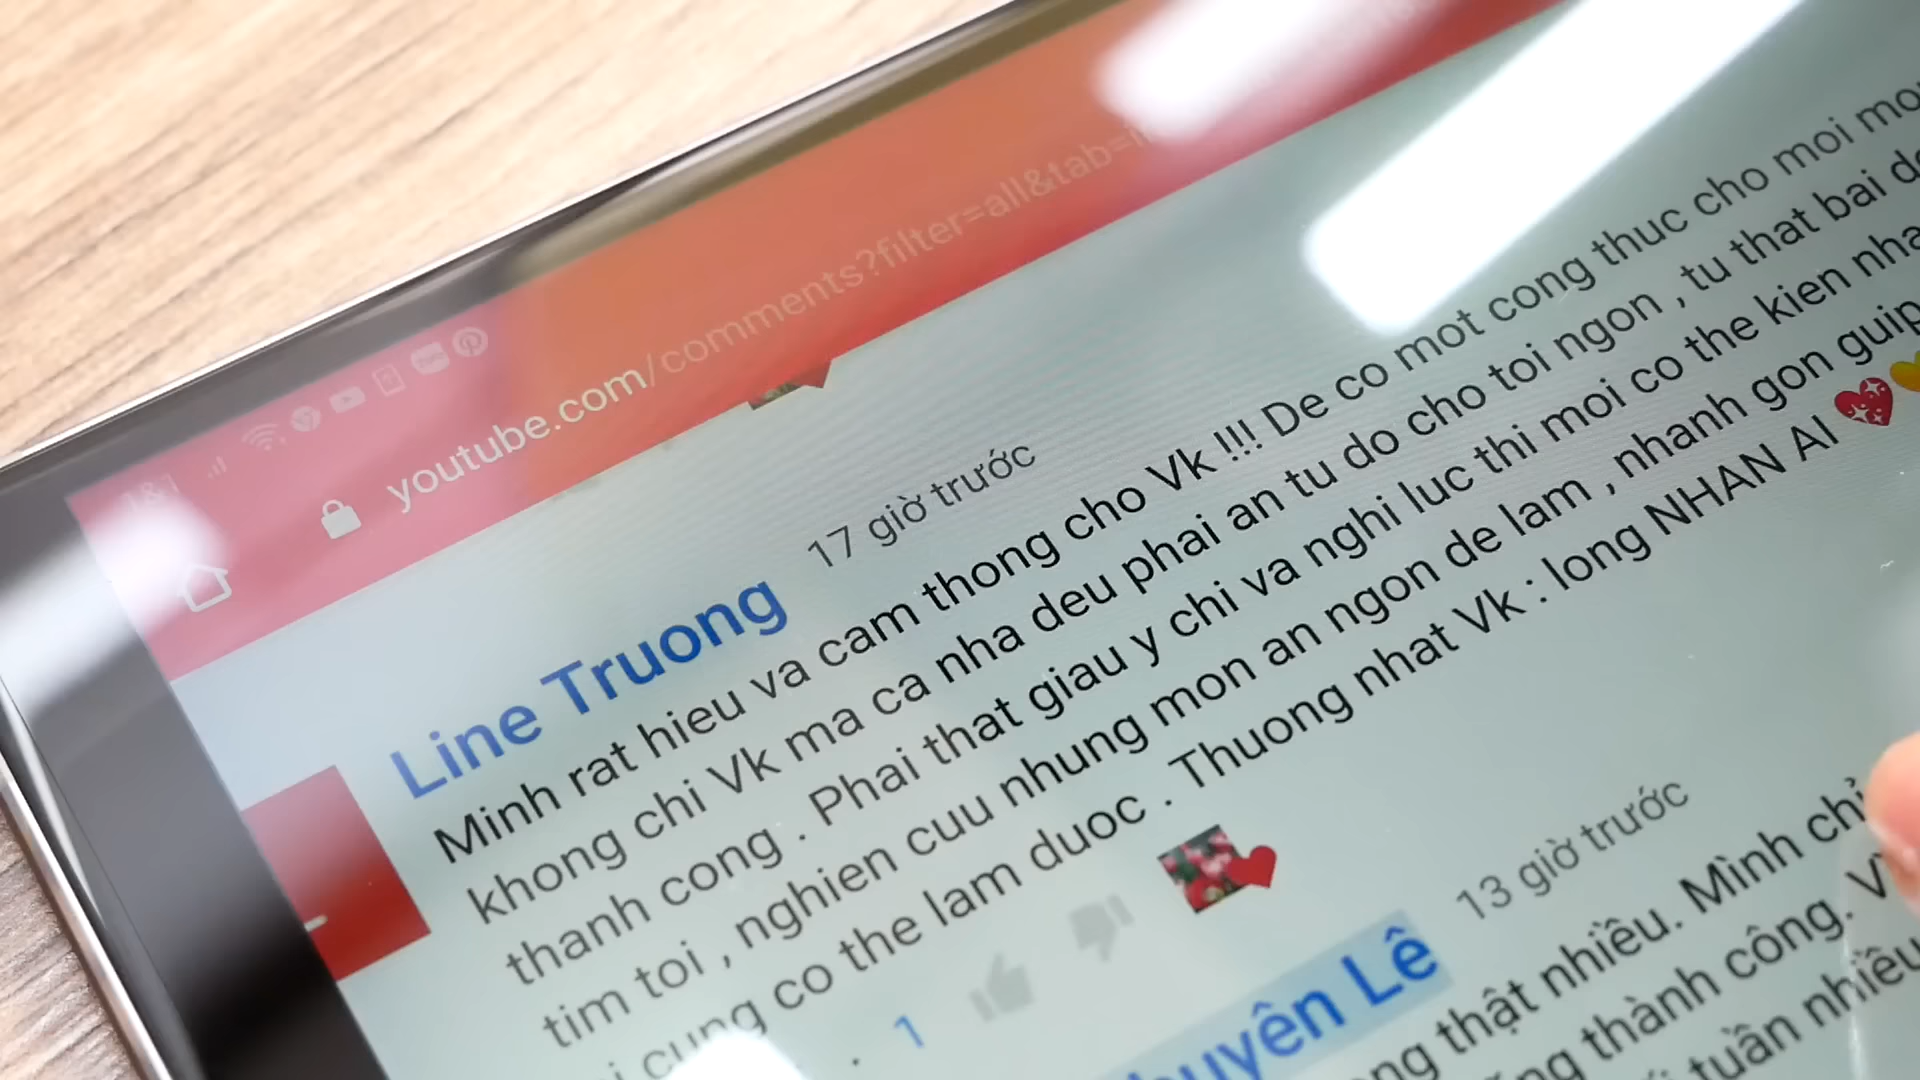 youtube.com/comments?filter=all&tab=
Line Truong 17 giờ trước
Minh rat hieu va cam thong cho Vk !!! De co mot cong thuc cho moi
khong chi Vk ma ca nha deu phai an tu do cho toi ngon , tu that bai
thanh cong . Phai that giau y chi va nghi luc thi moi co the kien
tim toi , nghien cuu nhung mon an ngon de lam , nhanh gon
cung co the lam duoc . Thuong nhat Vk : long NHAN AI
1
Lê 13 giờ trước
thật nhiều. Mình chỉ
thành công.
tuần nhiều